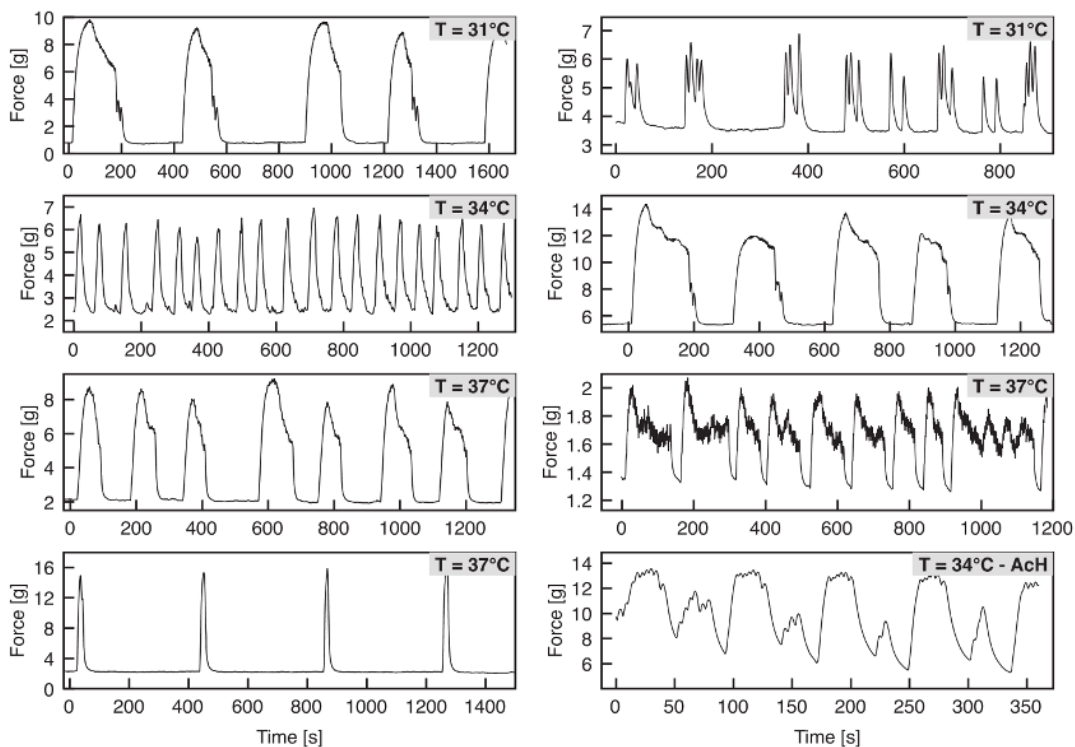 T = 31°C
Force [g]
10
8
6
4
2
0
0 200 400 600 800 1000 1200 1400 1600
T = 31°C
Force [g]
7
6
5
4
3
0 200 400 600 800
T = 34°C
Force [g]
7
6
5
4
3
2
0 200 400 600 800 1000 1200
T = 34°C
Force [g]
14
12
10
8
6
0 200 400 600 800 1000 1200
T = 37°C
Force [g]
8
6
4
2
0 200 400 600 800 1000 1200
T = 37°C
Force [g]
2.0
1.8
1.6
1.4
1.2
0 200 400 600 800 1000 1200
T = 37°C
Force [g]
16
12
8
4
0
0 200 400 600 800 1000 1200 1400
Time [s]
T = 34°C - AcH
Force [g]
14
12
10
8
6
0 50 100 150 200 250 300 350
Time [s]